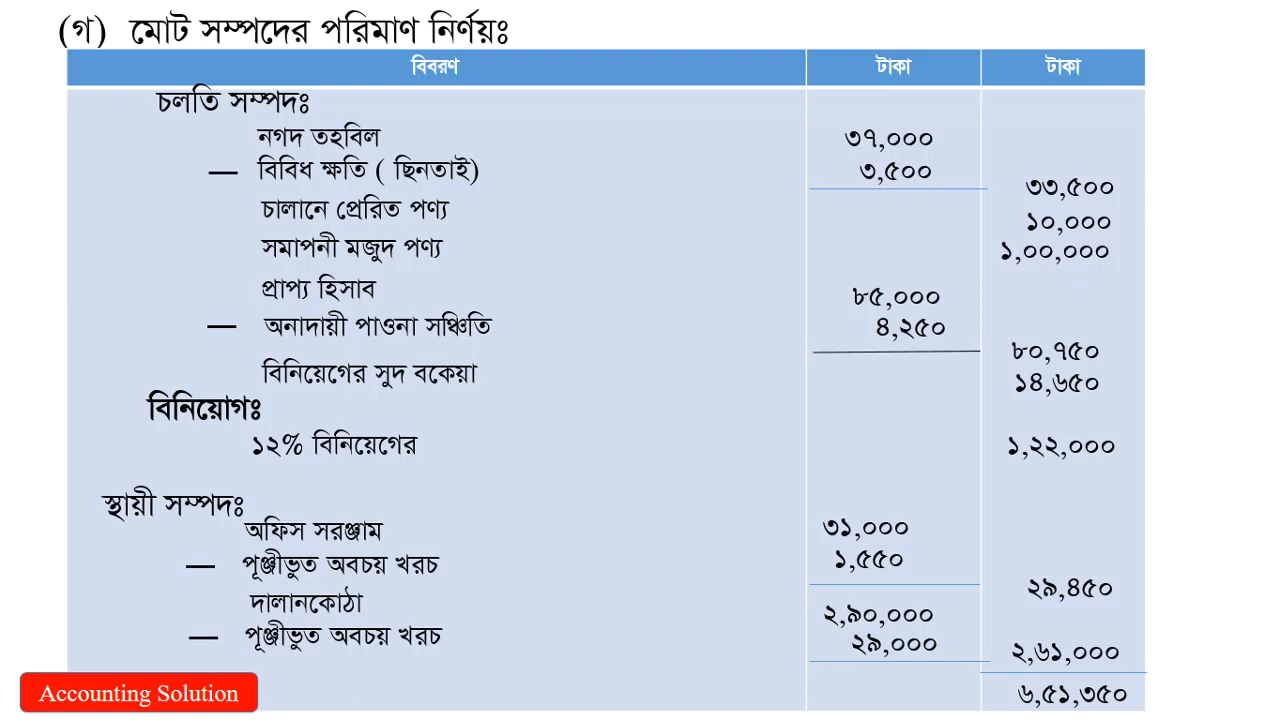 (গ) মোট সম্পদের পরিমাণ নির্ণয়ঃ
বিবরণ টাকা টাকা
চলতি সম্পদঃ
নগদ তহবিল ৩৭,০০০
— বিবিধ ক্ষতি ( ছিনতাই) ৩,৫০০ ৩৩,৫০০
চালানে প্রেরিত পণ্য ১০,০০০
সমাপনী মজুদ পণ্য ১,০০,০০০
প্রাপ্য হিসাব ৮৫,০০০
— অনাদায়ী পাওনা সঞ্চিতি ৪,২৫০ ৮০,৭৫০
বিনিয়েগের সুদ বকেয়া ১৪,৬৫০
বিনিয়োগঃ
১২% বিনিয়েগের ১,২২,০০০
স্থায়ী সম্পদঃ
অফিস সরঞ্জাম ৩১,০০০
— পূঞ্জীভুত অবচয় খরচ ১,৫৫০ ২৯,৪৫০
দালানকোঠা ২,৯০,০০০
— পূঞ্জীভুত অবচয় খরচ ২৯,০০০ ২,৬১,০০০
Accounting Solution ৬,৫১,৩৫০